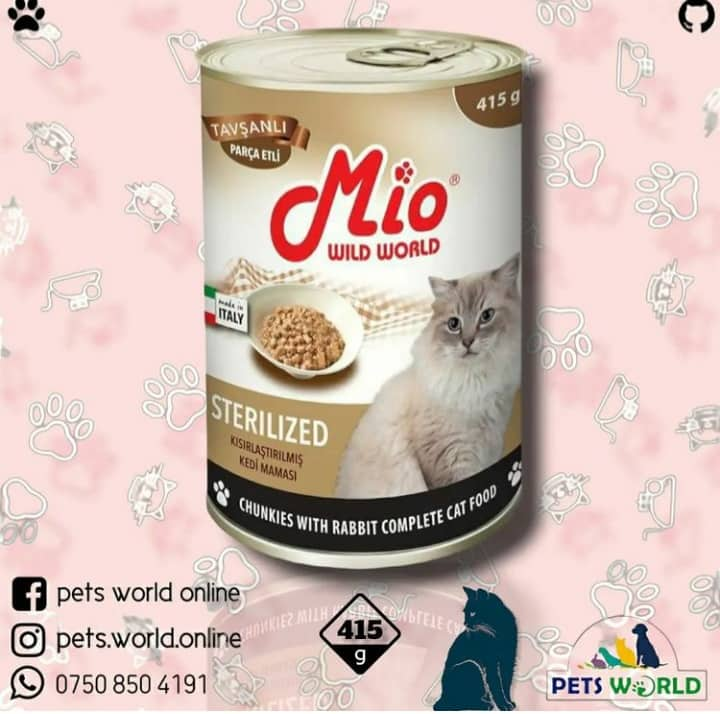 415 g
TAVŞANLI
PARÇA ETLİ
Mio®
WILD WORLD
made in
ITALY
STERILIZED
KISIRLAŞTIRILMIŞ
KEDİ MAMASI
CHUNKIES WITH RABBIT COMPLETE CAT FOOD
pets world online
pets.world.online
0750 850 4191
415
g
PETS WORLD